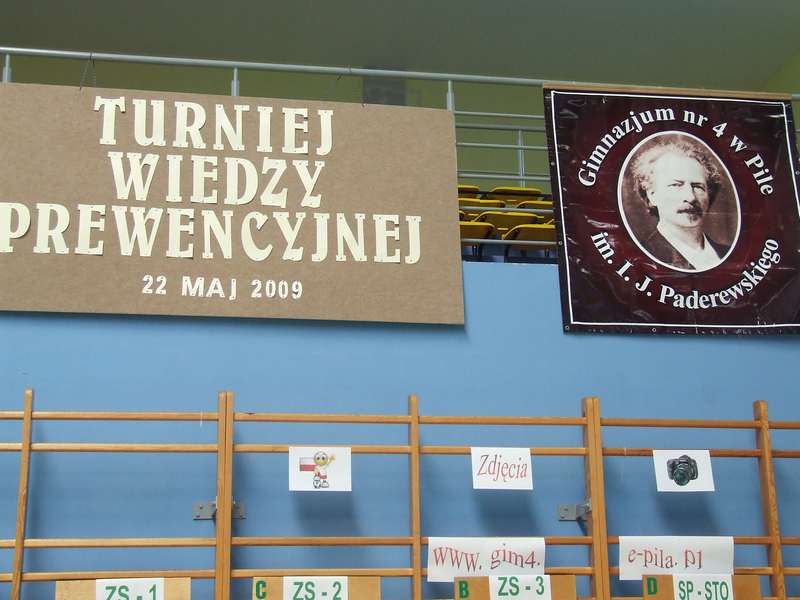 TURNIEJ
WIEDZY
PREWENCYJNEJ
22 MAJ 2009
Gimnazjum nr 4 w Pile
im. I. J. Paderewskiego
Zdjęcia
www.gim4.
e-pila.pl
ZS - 1
C ZS - 2
B ZS - 3
D SP - STO